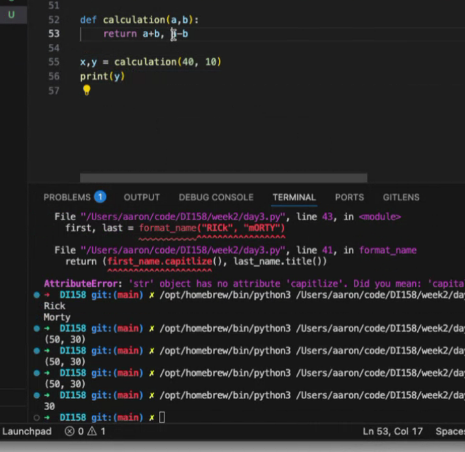 51
U
52 def calculation(a,b):
53 return a+b, a-b
54
55 x,y = calculation(40, 10)
56 print(y)
57
PROBLEMS 1 OUTPUT DEBUG CONSOLE TERMINAL PORTS GITLENS
File "/Users/aaron/code/DI158/week2/day3.py", line 43, in <module>
first, last = format_name("RICk", "mORTY")
^^^^^^^^^^^^^^^^^^^^^^^^^^^^
File "/Users/aaron/code/DI158/week2/day3.py", line 41, in format_name
return (first_name.capitlize(), last_name.title())
^^^^^^^^^^^^^^^^^^^^
AttributeError: 'str' object has no attribute 'capitlize'. Did you mean: 'capita
➜ DI158 git:(main) ✗ /opt/homebrew/bin/python3 /Users/aaron/code/DI158/week2/day
Rick
Morty
➜ DI158 git:(main) ✗ /opt/homebrew/bin/python3 /Users/aaron/code/DI158/week2/day
(50, 30)
➜ DI158 git:(main) ✗ /opt/homebrew/bin/python3 /Users/aaron/code/DI158/week2/day
(50, 30)
➜ DI158 git:(main) ✗ /opt/homebrew/bin/python3 /Users/aaron/code/DI158/week2/day
(50, 30)
➜ DI158 git:(main) ✗ /opt/homebrew/bin/python3 /Users/aaron/code/DI158/week2/day
30
➜ DI158 git:(main) ✗
Launchpad 0 1 Ln 53, Col 17 Spaces